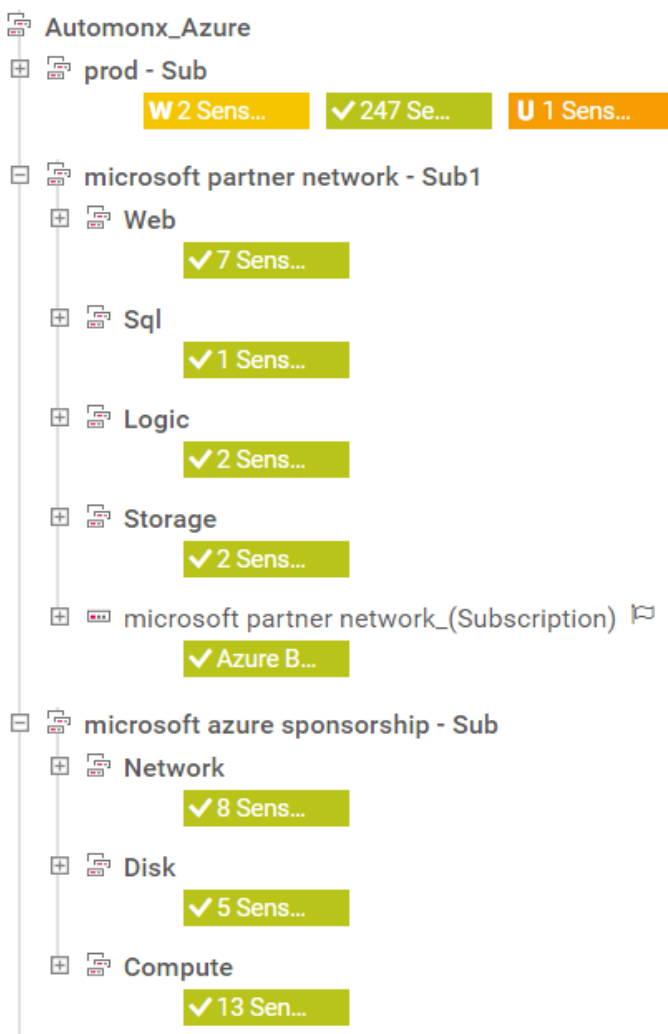 Automonx_Azure
prod - Sub
W 2 Sens... 247 Se... U 1 Sens...
microsoft partner network - Sub1
Web
7 Sens...
Sql
1 Sens...
Logic
2 Sens...
Storage
2 Sens...
microsoft partner network_(Subscription)
Azure B...
microsoft azure sponsorship - Sub
Network
8 Sens...
Disk
5 Sens...
Compute
13 Sen...